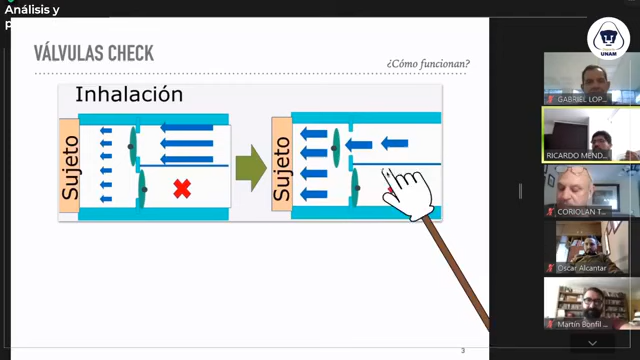 Análisis y
p
UNAM
VÁLVULAS CHECK
¿Cómo funcionan?
Inhalación
Sujeto
Sujeto
3
GABRIEL LOP...
RICARDO MEND...
CORIOLAN T...
Oscar Alcantar
Martin Bonfil ...